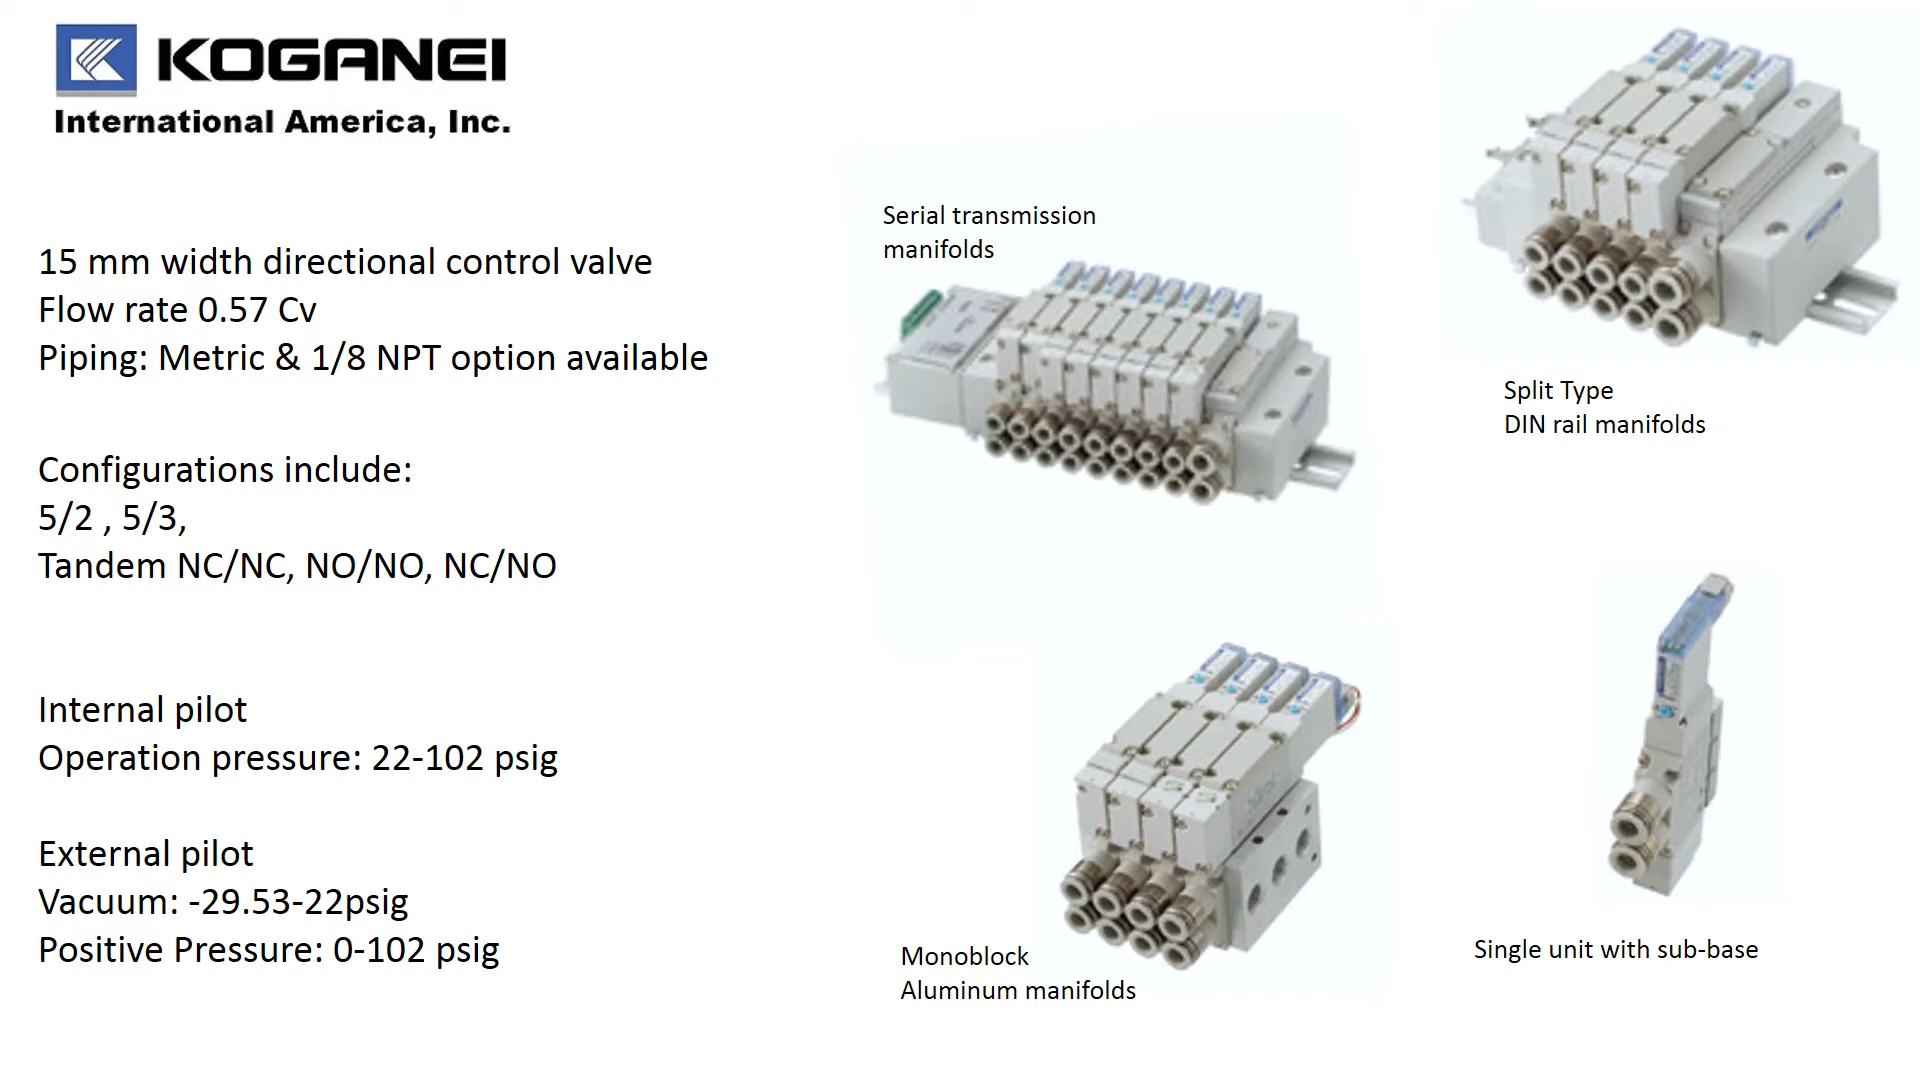 KOGANEI
International America, Inc.
15 mm width directional control valve
Flow rate 0.57 Cv
Piping: Metric & 1/8 NPT option available
Configurations include:
5/2 , 5/3,
Tandem NC/NC, NO/NO, NC/NO
Internal pilot
Operation pressure: 22-102 psig
External pilot
Vacuum: -29.53-22psig
Positive Pressure: 0-102 psig
Serial transmission
manifolds
Split Type
DIN rail manifolds
Monoblock
Aluminum manifolds
Single unit with sub-base